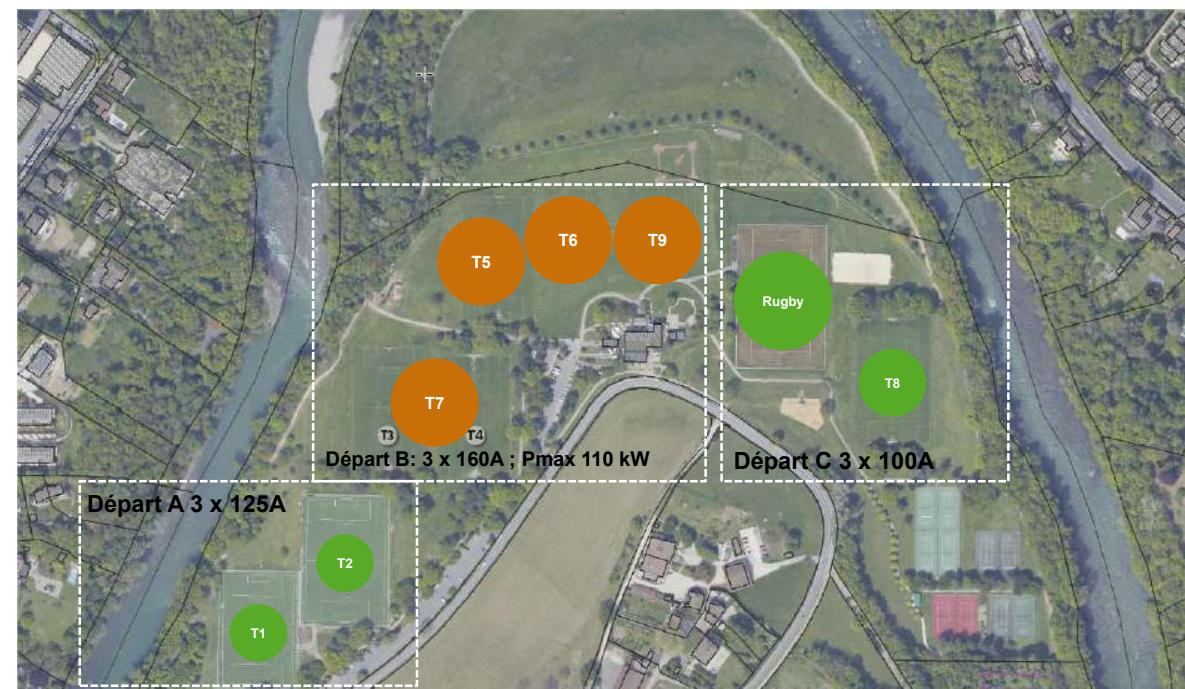 T5
T6
T9
Rugby
T8
T7
T3
T4
Départ B: 3 x 160A ; Pmax 110 kW
Départ C 3 x 100A
Départ A 3 x 125A
T2
T1